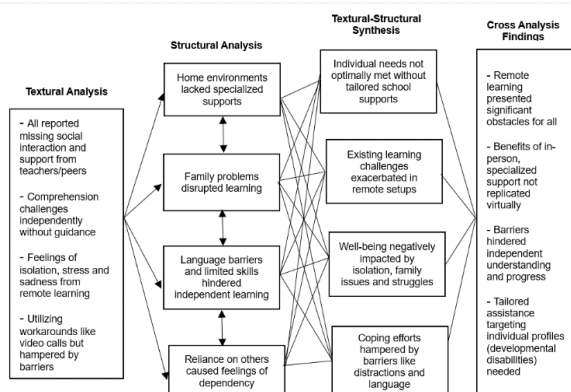 Textural Analysis
- All reported
missing social
interaction and
support from
teachers/peers
- Comprehension
challenges
independently
without guidance
- Feelings of
isolation, stress and
sadness from
remote learning
- Utilizing
workarounds like
video calls but
hampered by
barriers
Structural Analysis
Home environments
lacked specialized
supports
Family problems
disrupted learning
Language barriers
and limited skills
hindered
independent learning
Reliance on others
caused feelings of
dependency
Textural-Structural
Synthesis
Individual needs not
optimally met without
tailored school
supports
Existing learning
challenges
exacerbated in
remote setups
Well-being negatively
impacted by
isolation, family
issues and struggles
Coping efforts
hampered by
barriers like
distractions and
language
Cross Analysis
Findings
- Remote
learning
presented
significant
obstacles for all
- Benefits of in-
person,
specialized
support not
replicated
virtually
- Barriers
hindered
independent
understanding
and progress
- Tailored
assistance
targeting
individual profiles
(developmental
disabilities)
needed